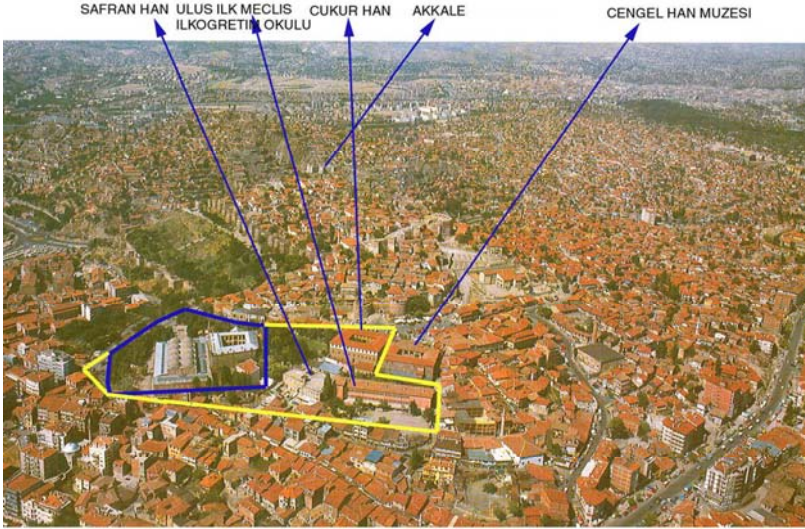 SAFRAN HAN
ULUS ILK MECLIS
ILKOGRETIM OKULU
CUKUR HAN
AKKALE
CENGEL HAN MUZESI